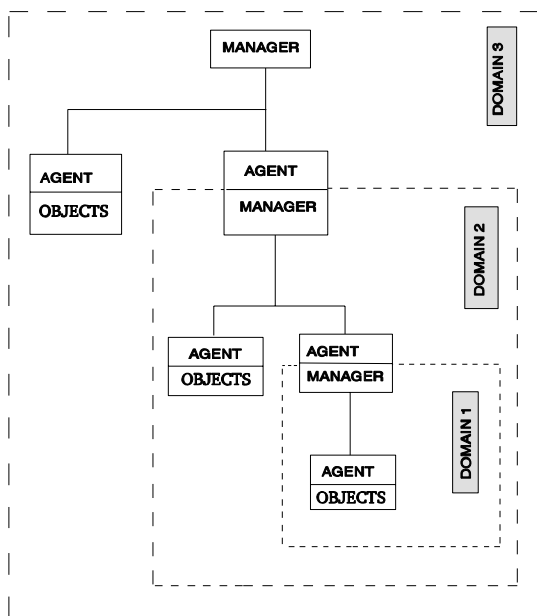 MANAGER
DOMAIN 3
AGENT
OBJECTS
AGENT
MANAGER
DOMAIN 2
AGENT
OBJECTS
AGENT
MANAGER
DOMAIN 1
AGENT
OBJECTS